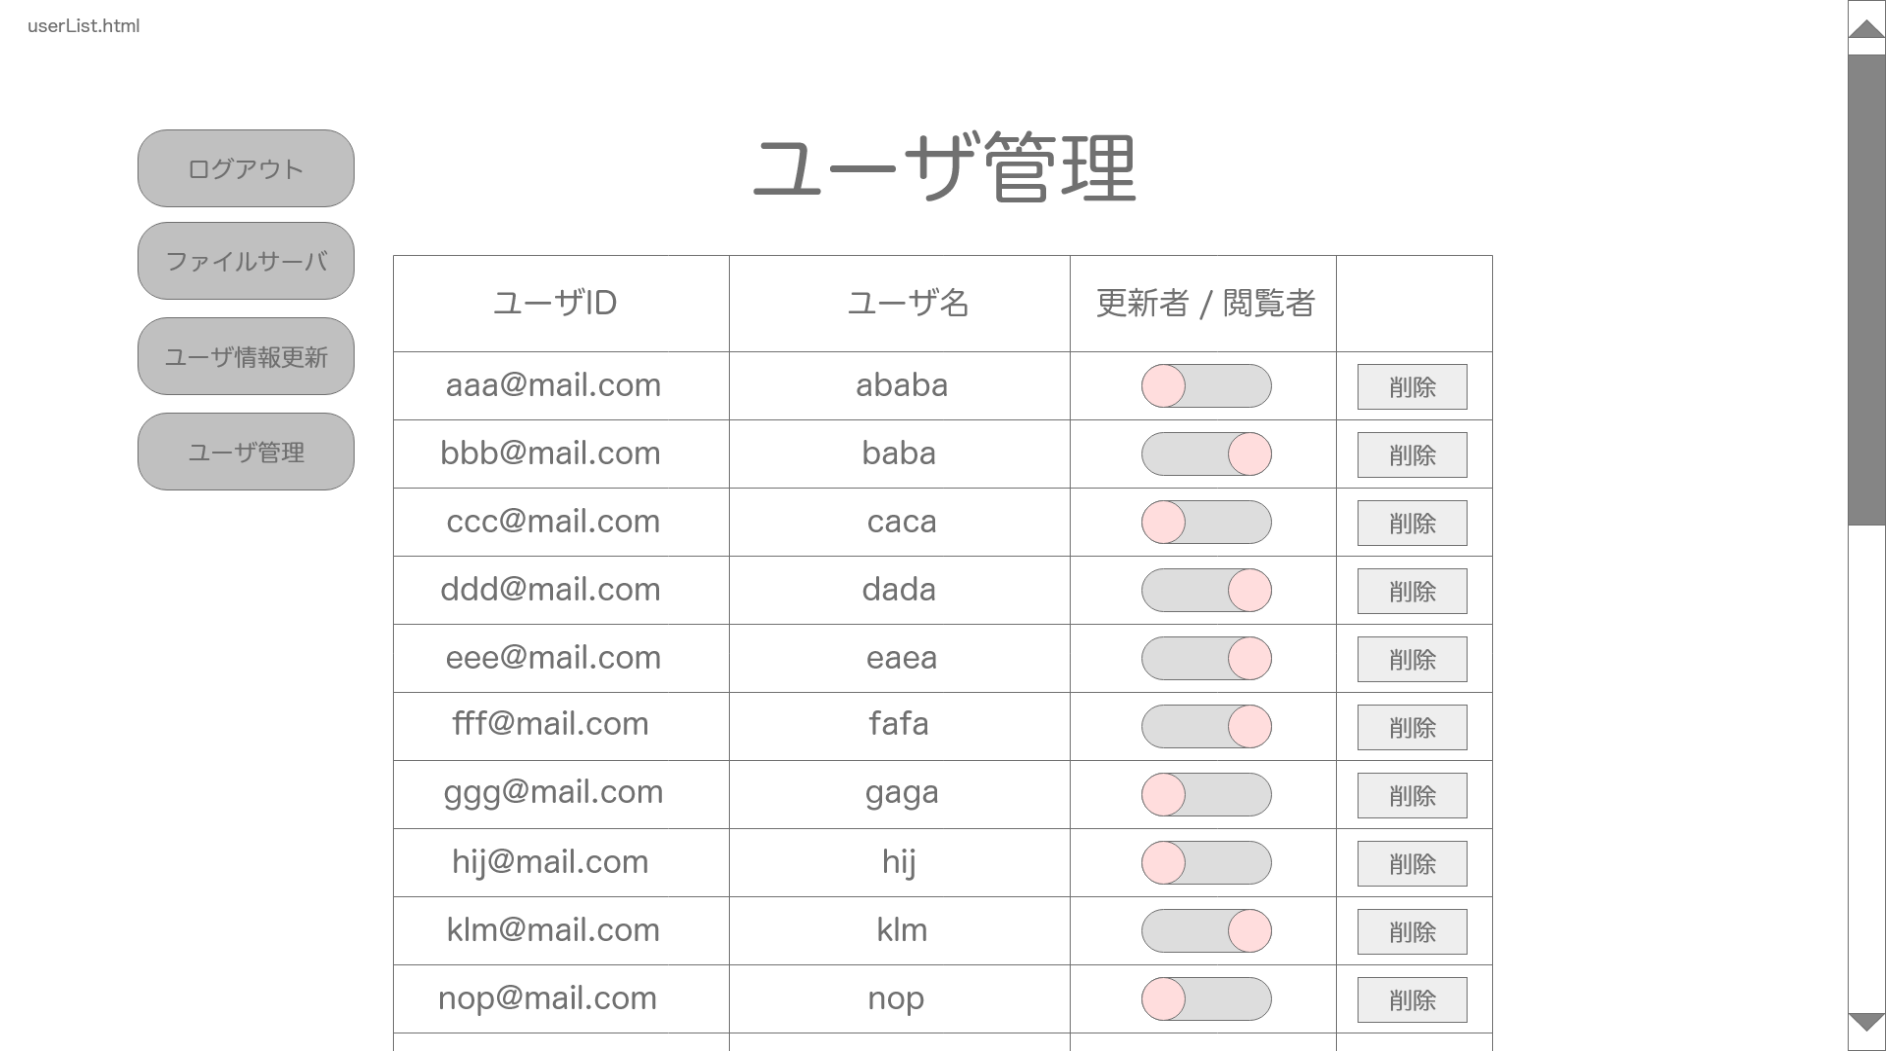 userList.html
ログアウト
ファイルサーバ
ユーザ情報更新
ユーザ管理
ユーザ管理
ユーザID ユーザ名 更新者 / 閲覧者
aaa@mail.com ababa 削除
bbb@mail.com baba 削除
ccc@mail.com caca 削除
ddd@mail.com dada 削除
eee@mail.com eaea 削除
fff@mail.com fafa 削除
ggg@mail.com gaga 削除
hij@mail.com hij 削除
klm@mail.com klm 削除
nop@mail.com nop 削除